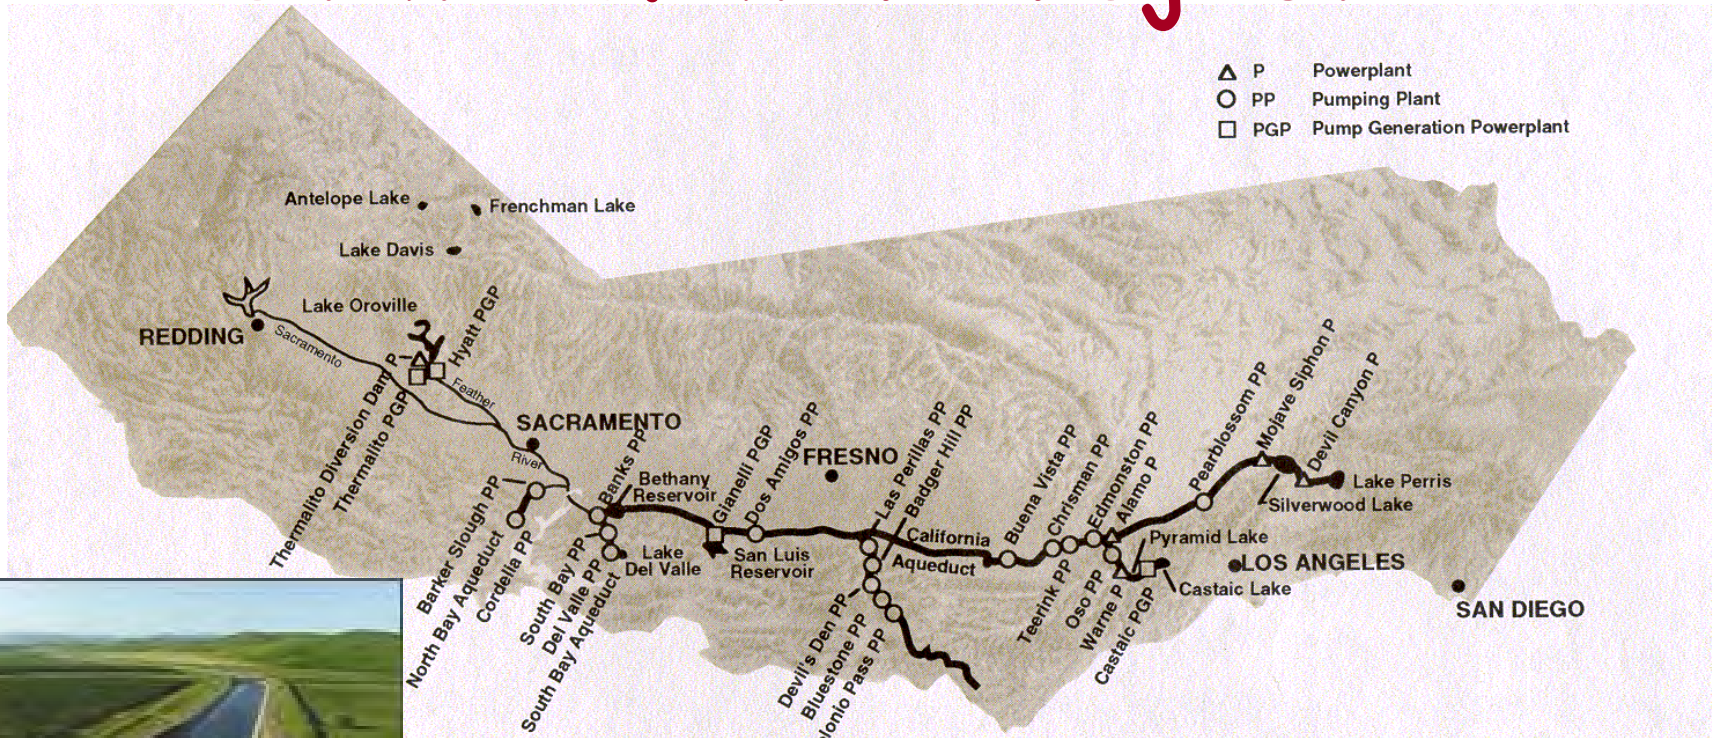 P Powerplant
PP Pumping Plant
PGP Pump Generation Powerplant
Antelope Lake
Frenchman Lake
Lake Davis
Lake Oroville
Hyatt PGP
REDDING
Sacramento
Feather
Thermalito Diversion Dam P
Thermalito PGP
SACRAMENTO
River
Banks PP
Bethany
Reservoir
Gianelli PGP
Dos Amigos PP
FRESNO
Las Perillas PP
Badger Hill PP
Buena Vista PP
Chrisman PP
Edmonston PP
Alamo P
Pearblossom PP
Mojave Siphon P
Devil Canyon P
Lake Perris
Silverwood Lake
Barker Slough PP
North Bay Aqueduct
Cordelia PP
South Bay PP
Del Valle PP
South Bay Aqueduct
Lake
Del Valle
San Luis
Reservoir
California
Aqueduct
Pyramid Lake
LOS ANGELES
Castaic Lake
SAN DIEGO
Devil's Den PP
Bluestone PP
Pass PP
Teerink PP
Oso PP
Warne P
Castaic PGP